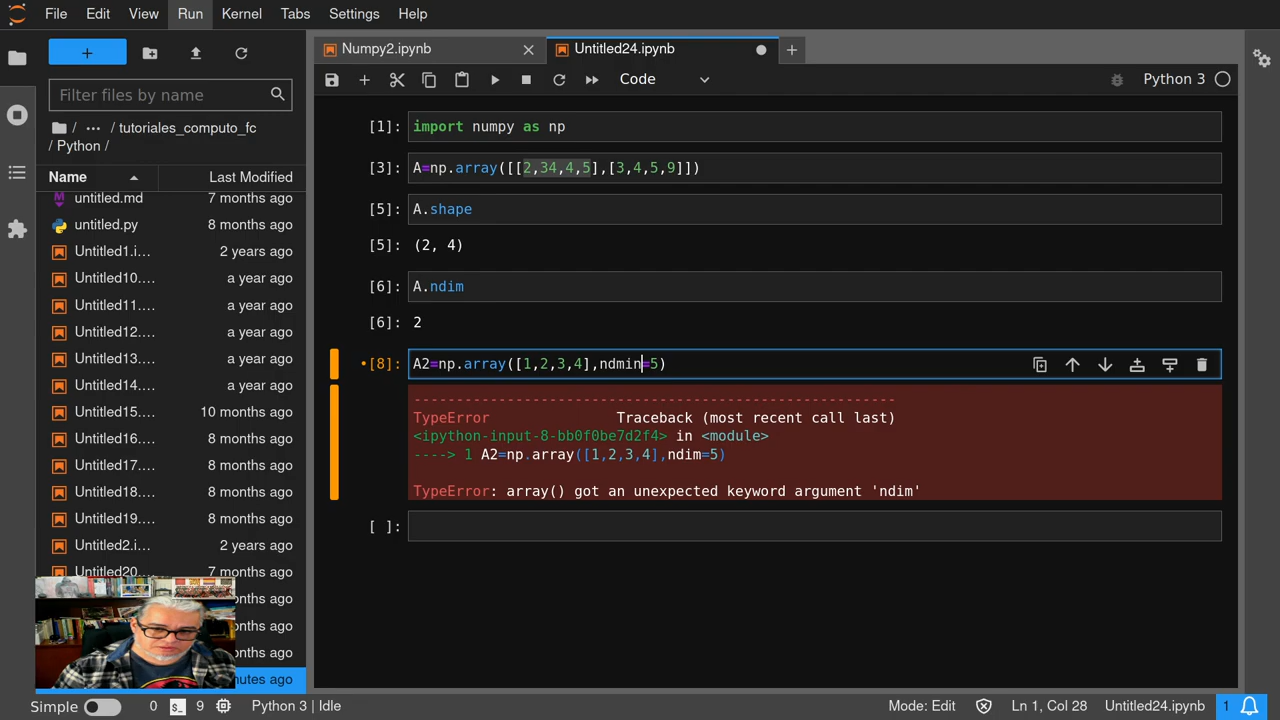 File Edit View Run Kernel Tabs Settings Help
+
Filter files by name
/ ··· / tutoriales_computo_fc
/ Python /
Name Last Modified
untitled.md 7 months ago
untitled.py 8 months ago
Untitled1.i... 2 years ago
Untitled10.... a year ago
Untitled11.... a year ago
Untitled12.... a year ago
Untitled13.... a year ago
Untitled14.... a year ago
Untitled15.... 10 months ago
Untitled16.... 8 months ago
Untitled17.... 8 months ago
Untitled18.... 8 months ago
Untitled19.... 8 months ago
Untitled2.i... 2 years ago
Untitled20.... 7 months ago
months ago
months ago
nths ago
nutes ago
Numpy2.ipynb Untitled24.ipynb
Code Python 3
[1]: import numpy as np
[3]: A=np.array([[2,34,4,5],[3,4,5,9]])
[5]: A.shape
[5]: (2, 4)
[6]: A.ndim
[6]: 2
•[8]: A2=np.array([1,2,3,4],ndmin=5)
---------------------------------------------------------
TypeError Traceback (most recent call last)
<ipython-input-8-bb0f0be7d2f4> in <module>
----> 1 A2=np.array([1,2,3,4],ndim=5)
TypeError: array() got an unexpected keyword argument 'ndim'
[ ]:
Simple 0 $_ 9 Python 3 | Idle Mode: Edit Ln 1, Col 28 Untitled24.ipynb 1